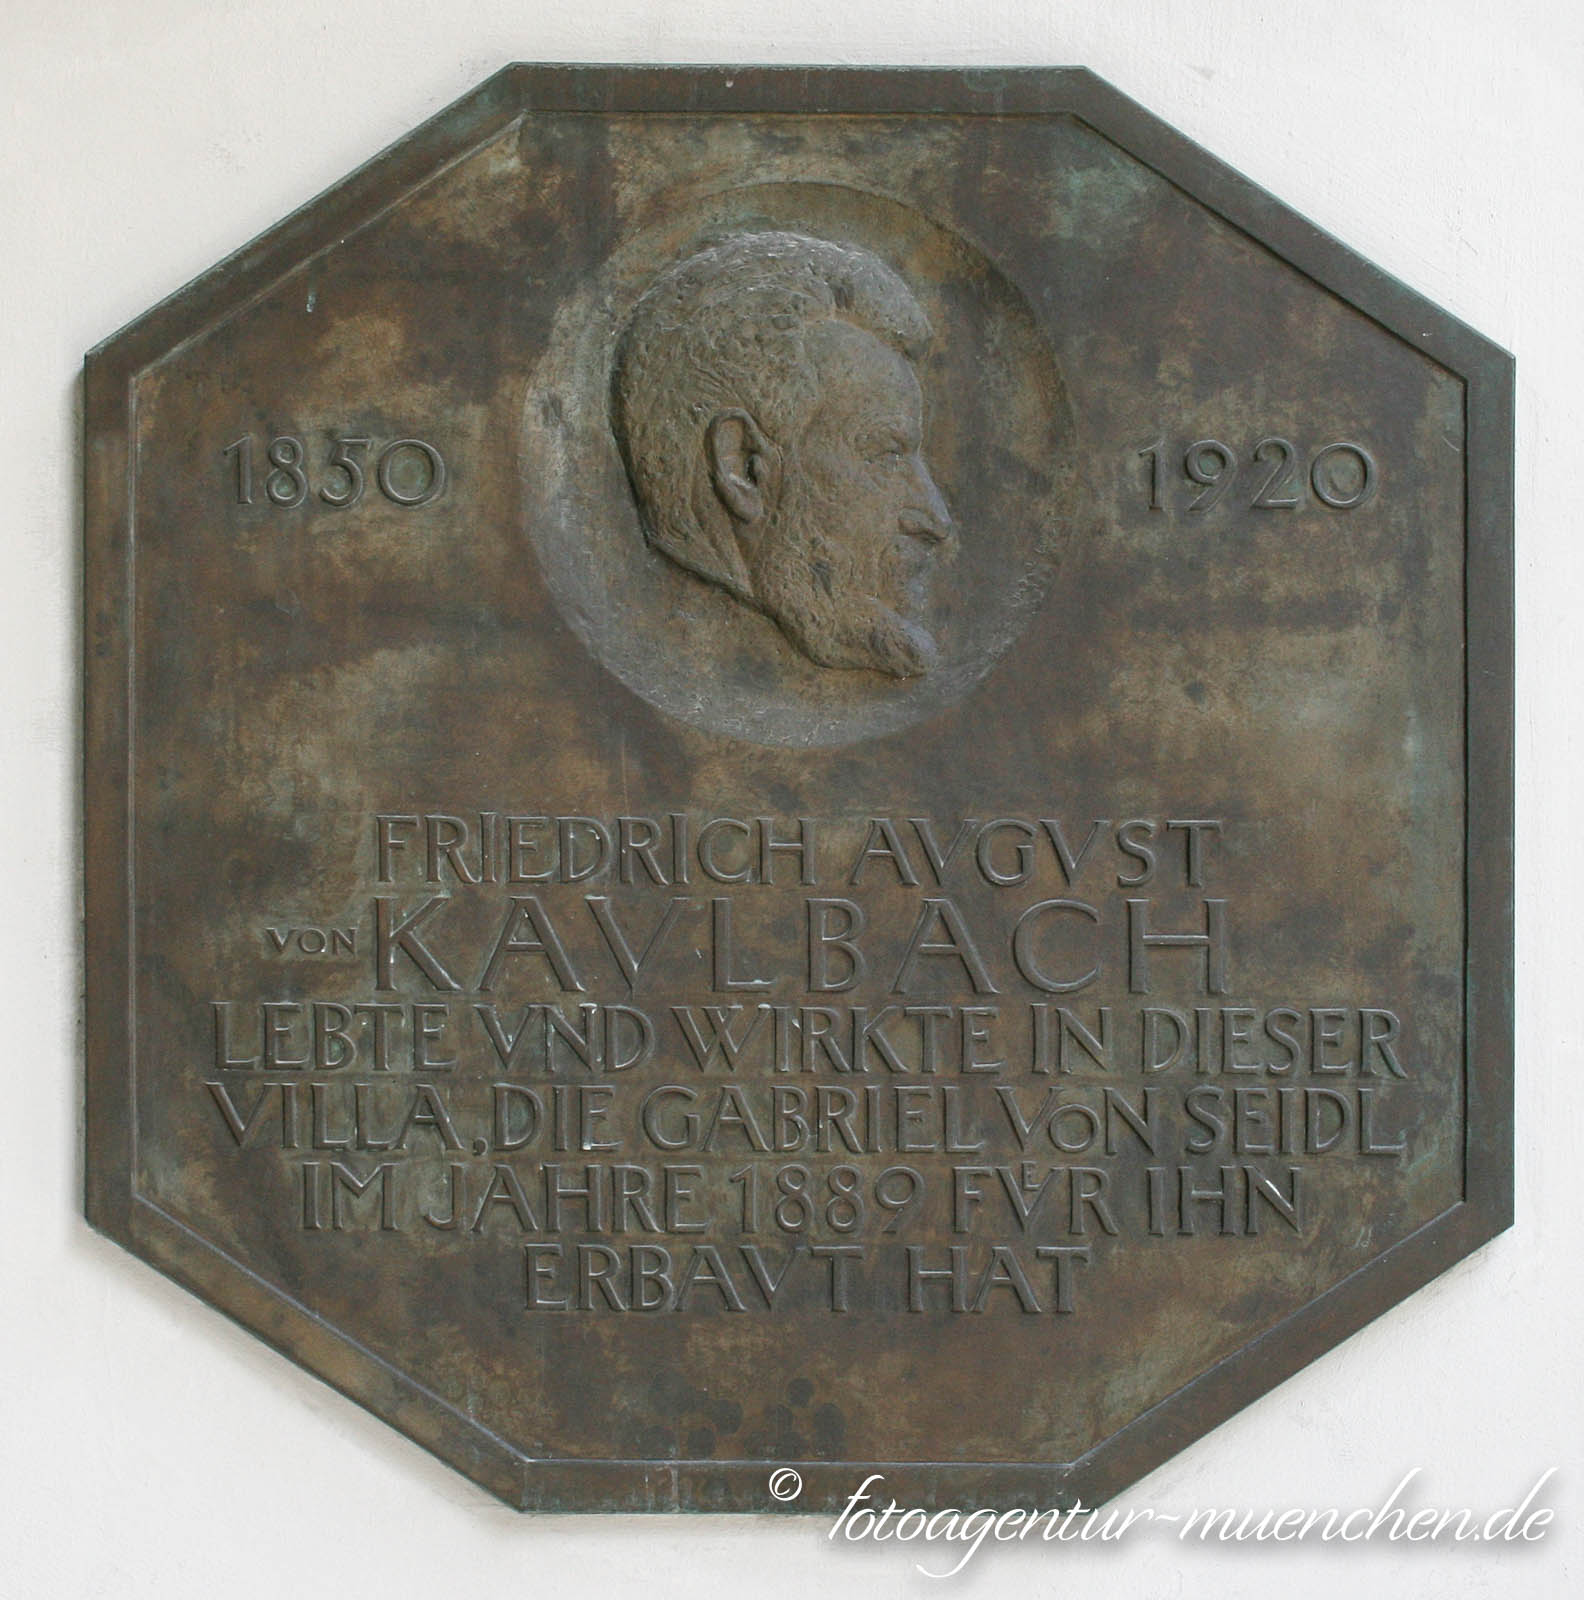 1850 1920
FRIEDRICH AVGVST
VON KAVLBACH
LEBTE VND WIRKTE IN DIESER
VILLA, DIE GABRIEL VON SEIDL
IM JAHRE 1889 FVͤR IHN
ERBAVT HAT
© fotoagentur-muenchen.de